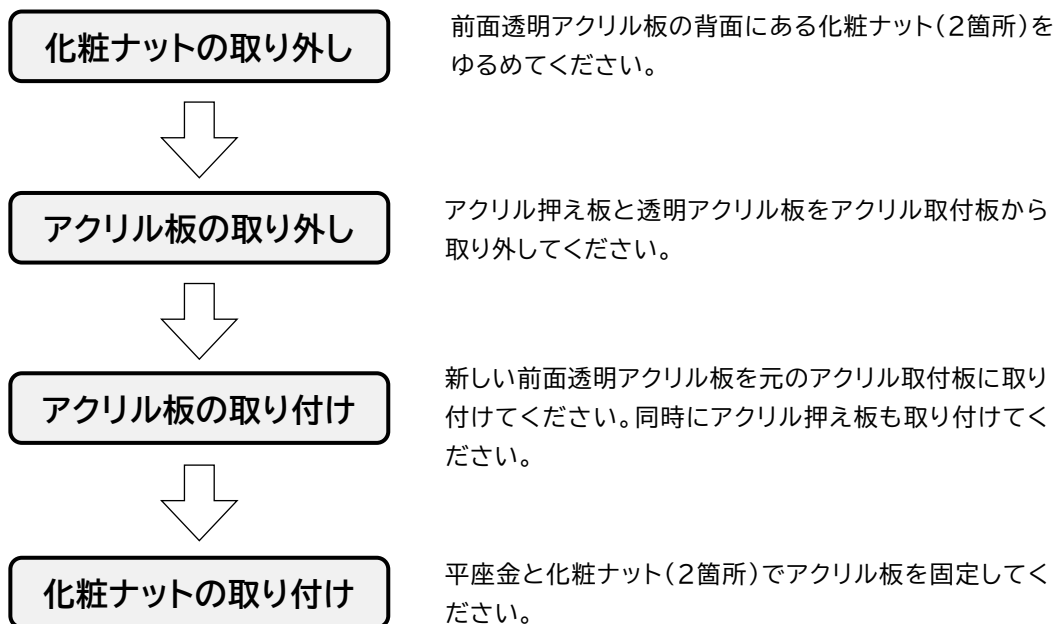 化粧ナットの取り外し
前面透明アクリル板の背面にある化粧ナット(2箇所)を
ゆるめてください。
アクリル板の取り外し
アクリル押え板と透明アクリル板をアクリル取付板から
取り外してください。
アクリル板の取り付け
新しい前面透明アクリル板を元のアクリル取付板に取り
付けてください。同時にアクリル押え板も取り付けてく
ださい。
化粧ナットの取り付け
平座金と化粧ナット(2箇所)でアクリル板を固定してく
ださい。